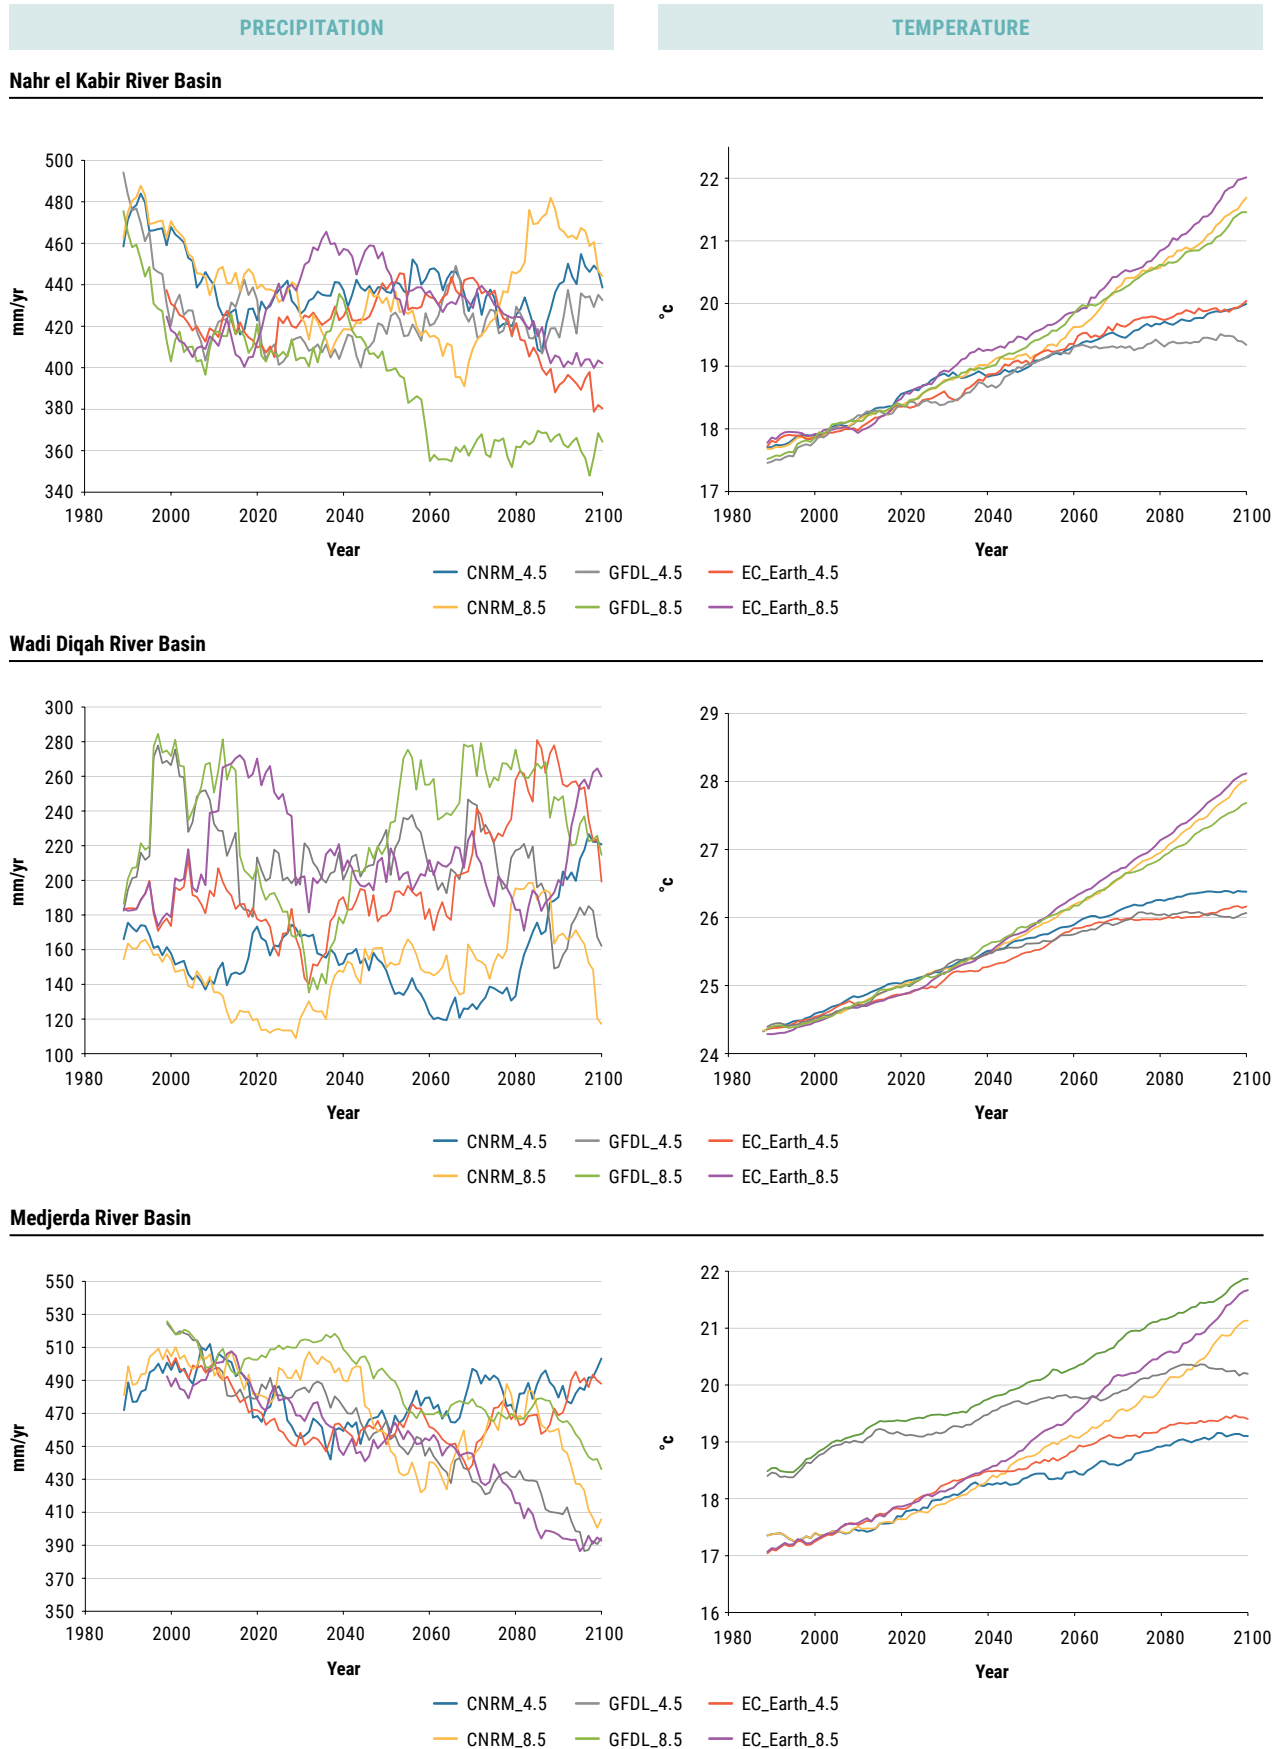 PRECIPITATION
TEMPERATURE
Nahr el Kabir River Basin
500
480
460
440
420
400
380
360
340
mm/yr
1980 2000 2020 2040 2060 2080 2100
Year
22
21
20
19
18
17
°c
1980 2000 2020 2040 2060 2080 2100
Year
CNRM_4.5 GFDL_4.5 EC_Earth_4.5
CNRM_8.5 GFDL_8.5 EC_Earth_8.5
Wadi Diqah River Basin
300
280
260
240
220
200
180
160
140
120
100
mm/yr
1980 2000 2020 2040 2060 2080 2100
Year
29
28
27
26
25
24
°c
1980 2000 2020 2040 2060 2080 2100
Year
CNRM_4.5 GFDL_4.5 EC_Earth_4.5
CNRM_8.5 GFDL_8.5 EC_Earth_8.5
Medjerda River Basin
550
530
510
490
470
450
430
410
390
370
350
mm/yr
1980 2000 2020 2040 2060 2080 2100
Year
22
21
20
19
18
17
16
°c
1980 2000 2020 2040 2060 2080 2100
Year
CNRM_4.5 GFDL_4.5 EC_Earth_4.5
CNRM_8.5 GFDL_8.5 EC_Earth_8.5